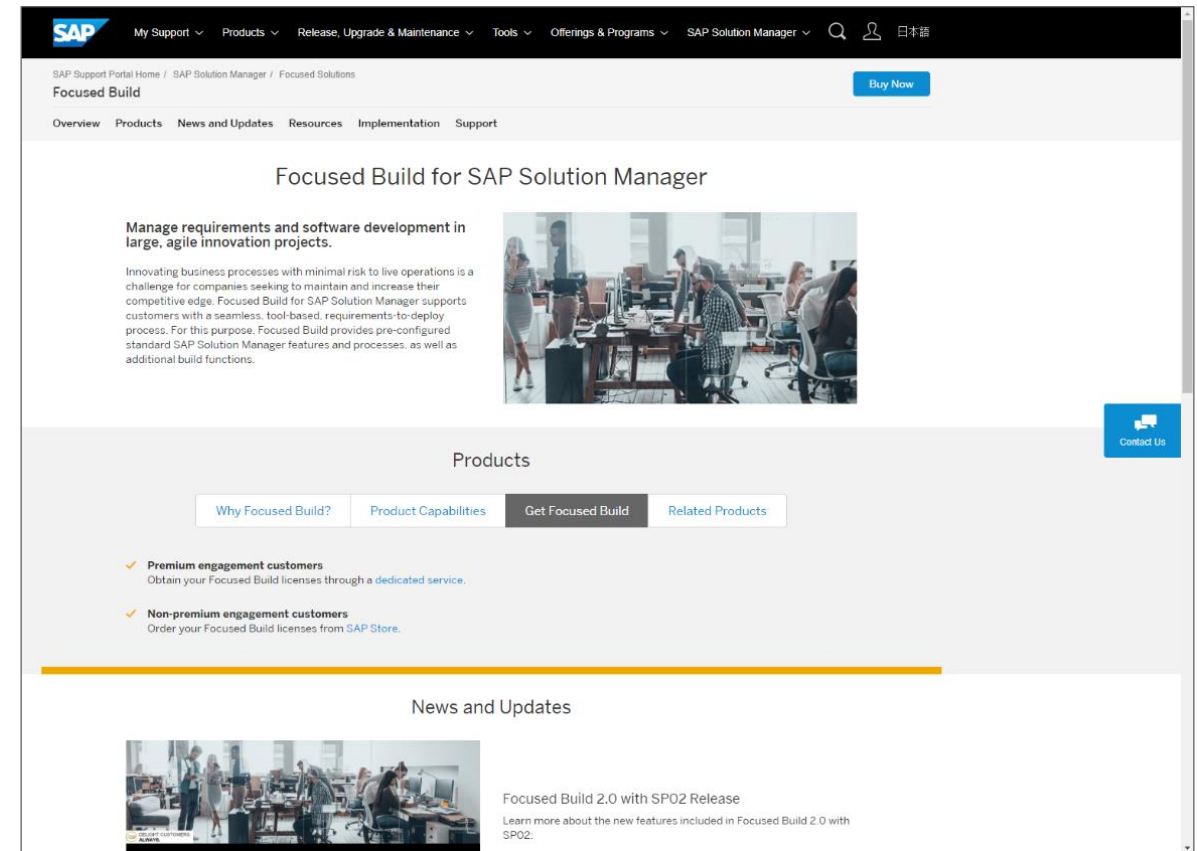 SAP
My Support Products Release, Upgrade & Maintenance Tools Offerings & Programs SAP Solution Manager 日本語
SAP Support Portal Home / SAP Solution Manager / Focused Solutions
Focused Build
Buy Now
Overview Products News and Updates Resources Implementation Support
Focused Build for SAP Solution Manager
Manage requirements and software development in
large, agile innovation projects.
Innovating business processes with minimal risk to live operations is a
challenge for companies seeking to maintain and increase their
competitive edge. Focused Build for SAP Solution Manager supports
customers with a seamless, tool-based, requirements-to-deploy
process. For this purpose, Focused Build provides pre-configured
standard SAP Solution Manager features and processes, as well as
additional build functions.
Contact Us
Products
Why Focused Build? Product Capabilities Get Focused Build Related Products
Premium engagement customers
Obtain your Focused Build licenses through a dedicated service.
Non-premium engagement customers
Order your Focused Build licenses from SAP Store.
News and Updates
DELIGHT CUSTOMERS
ALWAYS.
Focused Build 2.0 with SP02 Release
Learn more about the new features included in Focused Build 2.0 with
SP02: